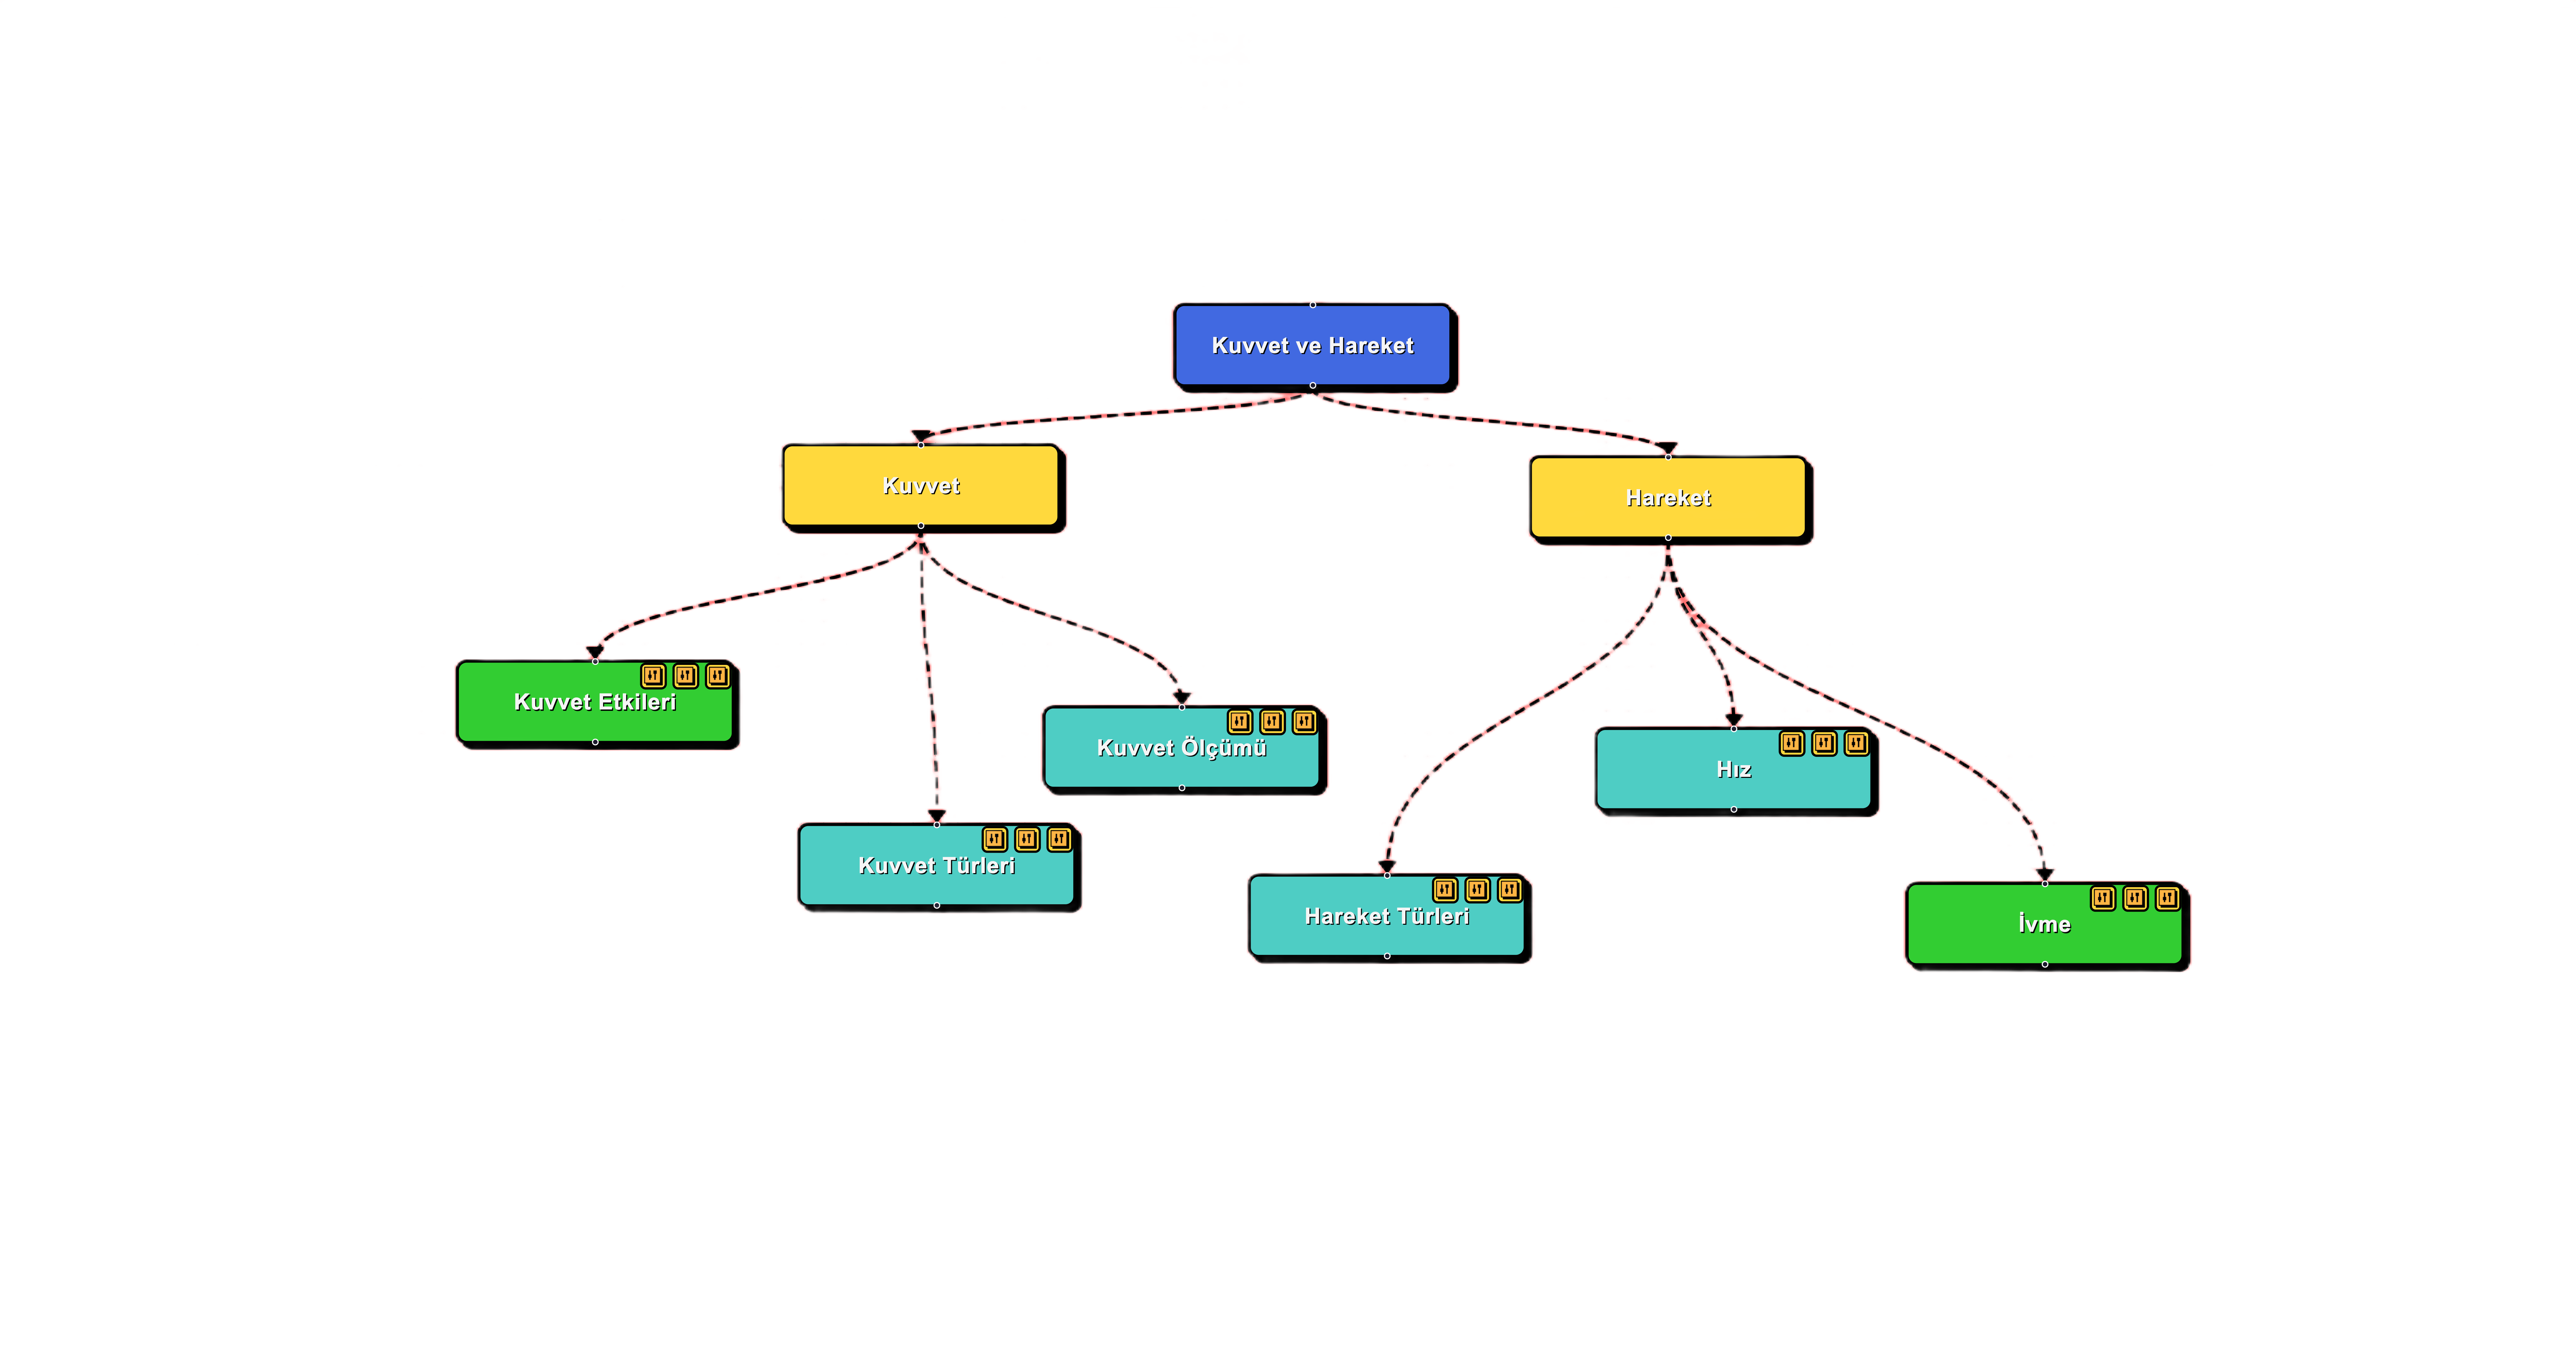 Kuvvet ve Hareket
Kuvvet
Hareket
Kuvvet Etkileri
Kuvvet Ölçümü
Hız
Kuvvet Türleri
Hareket Türleri
İvme